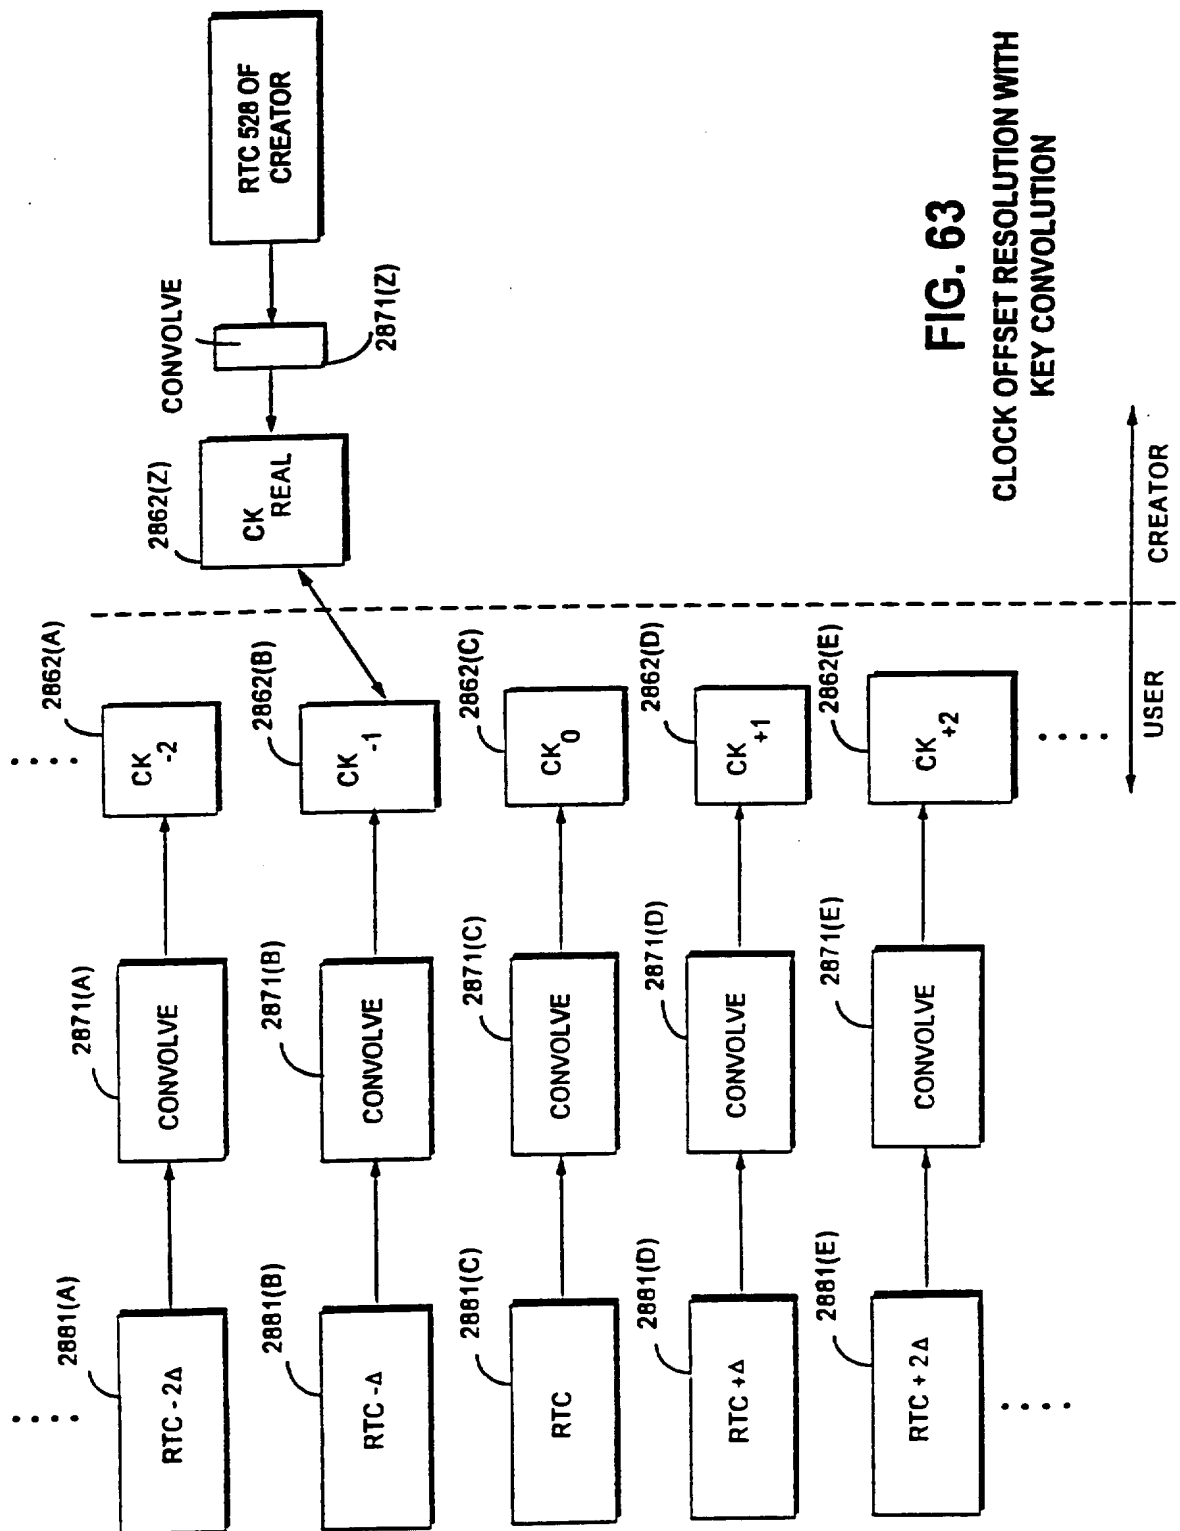 2881(A)
RTC - 2Δ
2871(A)
CONVOLVE
2862(A)
CK -2
2881(B)
RTC -Δ
2871(B)
CONVOLVE
2862(B)
CK -1
2881(C)
RTC
2871(C)
CONVOLVE
2862(C)
CK 0
2881(D)
RTC +Δ
2871(D)
CONVOLVE
2862(D)
CK +1
2881(E)
RTC + 2Δ
2871(E)
CONVOLVE
2862(E)
CK +2
2862(Z)
CK REAL
CONVOLVE
2871(Z)
RTC 528 OF
CREATOR
USER
CREATOR
FIG. 63
CLOCK OFFSET RESOLUTION WITH
KEY CONVOLUTION